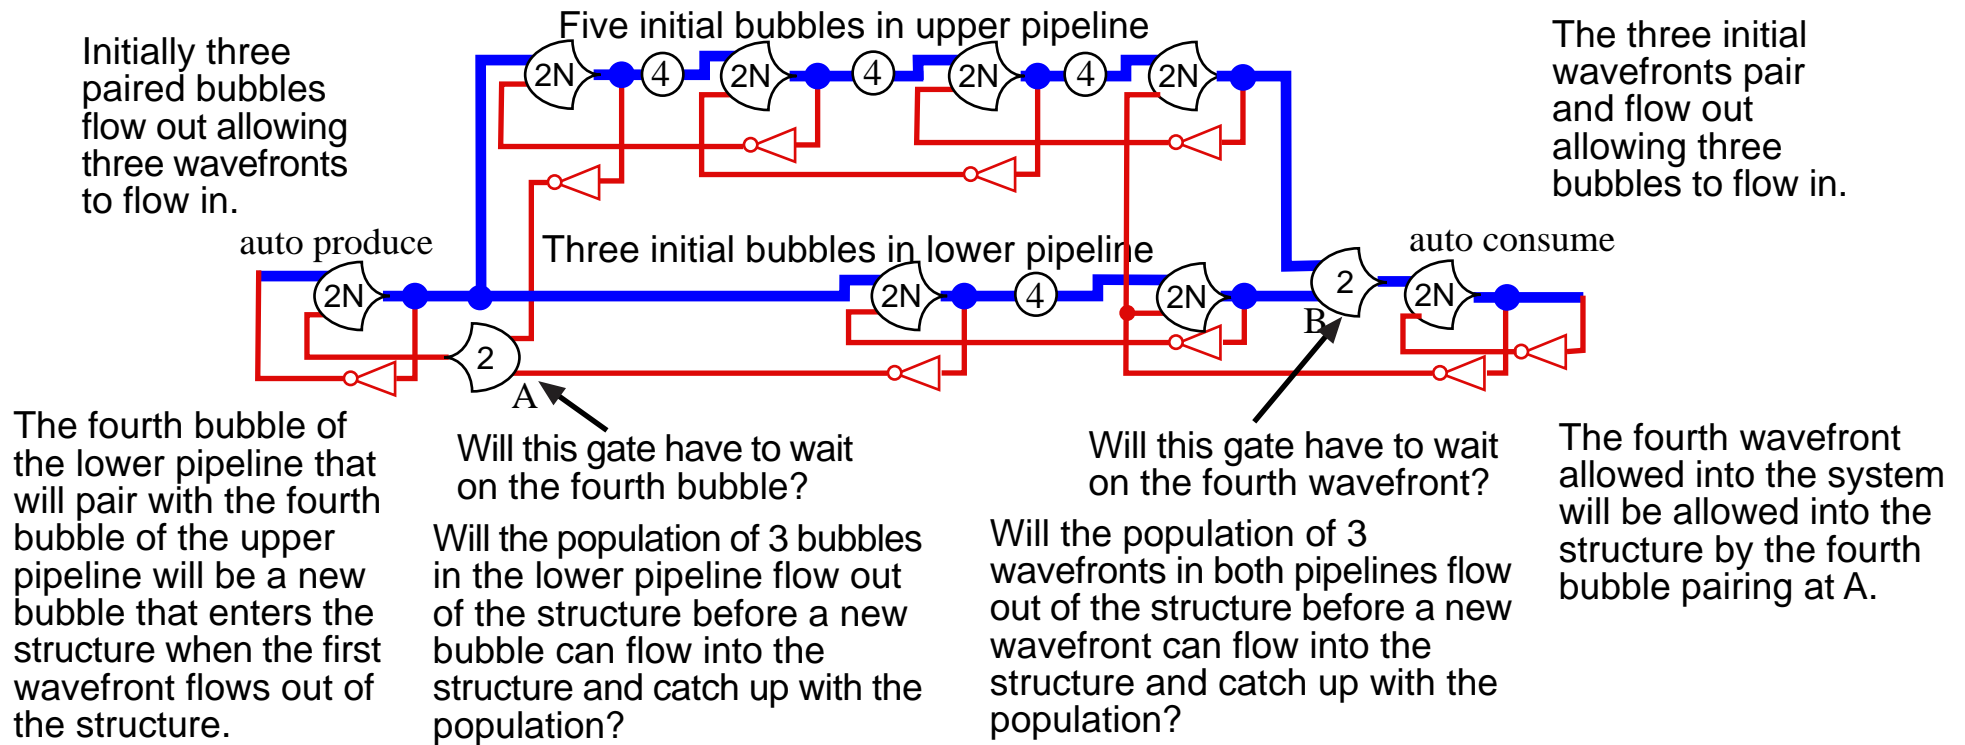 Five initial bubbles in upper pipeline
Initially three
paired bubbles
flow out allowing
three wavefronts
to flow in.
The three initial
wavefronts pair
and flow out
allowing three
bubbles to flow in.
2N
4
2N
4
2N
4
2N
auto produce
Three initial bubbles in lower pipeline
auto consume
2N
2N
4
2N
2
2N
B
2
A
The fourth bubble of
the lower pipeline that
will pair with the fourth
bubble of the upper
pipeline will be a new
bubble that enters the
structure when the first
wavefront flows out of
the structure.
Will this gate have to wait
on the fourth bubble?
Will the population of 3 bubbles
in the lower pipeline flow out
of the structure before a new
bubble can flow into the
structure and catch up with the
population?
Will this gate have to wait
on the fourth wavefront?
Will the population of 3
wavefronts in both pipelines flow
out of the structure before a new
wavefront can flow into the
structure and catch up with the
population?
The fourth wavefront
allowed into the system
will be allowed into the
structure by the fourth
bubble pairing at A.